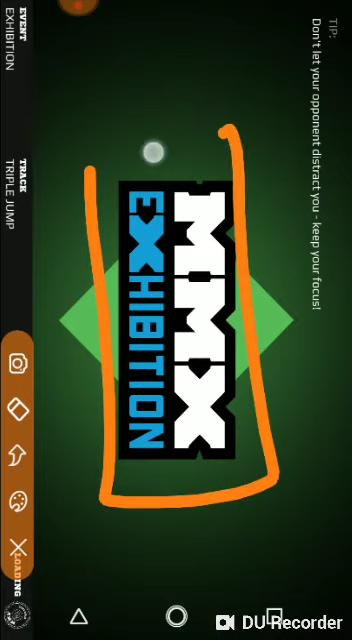 TIP:
Don't let your opponent distract you - keep your focus!
MMX
EXHIBITION
EVENT
EXHIBITION
TRACK
TRIPLE JUMP
LOADING
DU Recorder